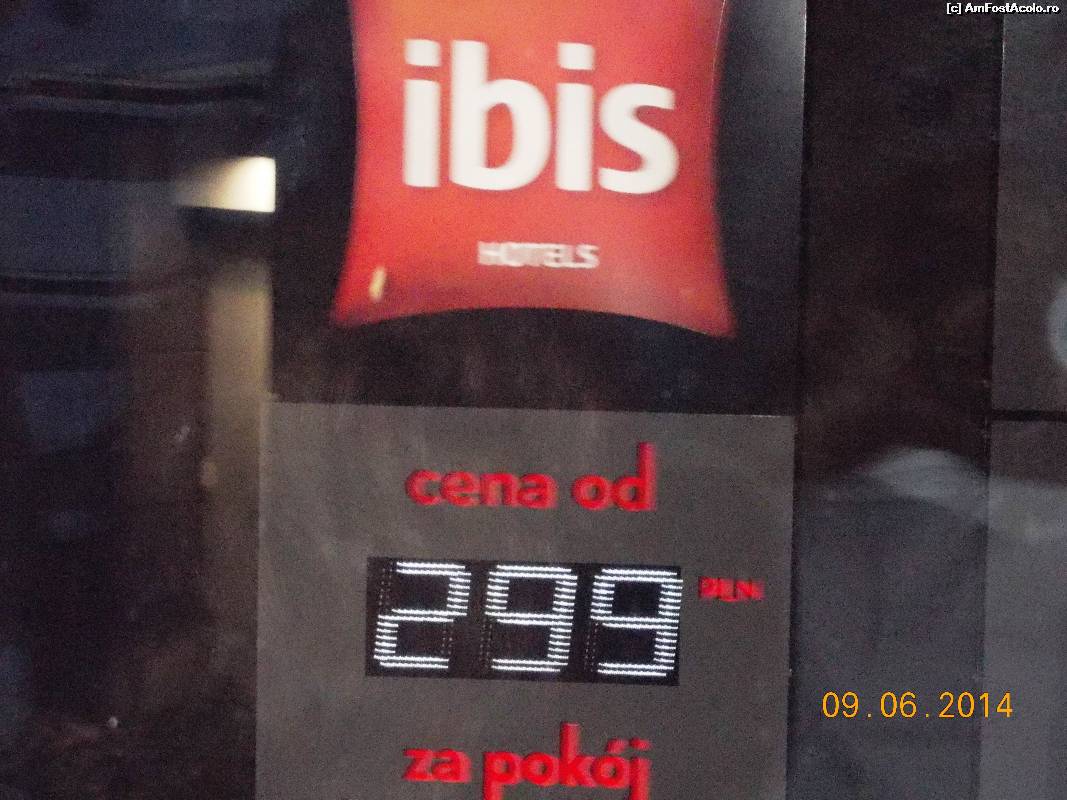 [c] AmFostAcolo.ro
ibis
HOTELS
cena od
299 PLN
09.06.2014
za pokój